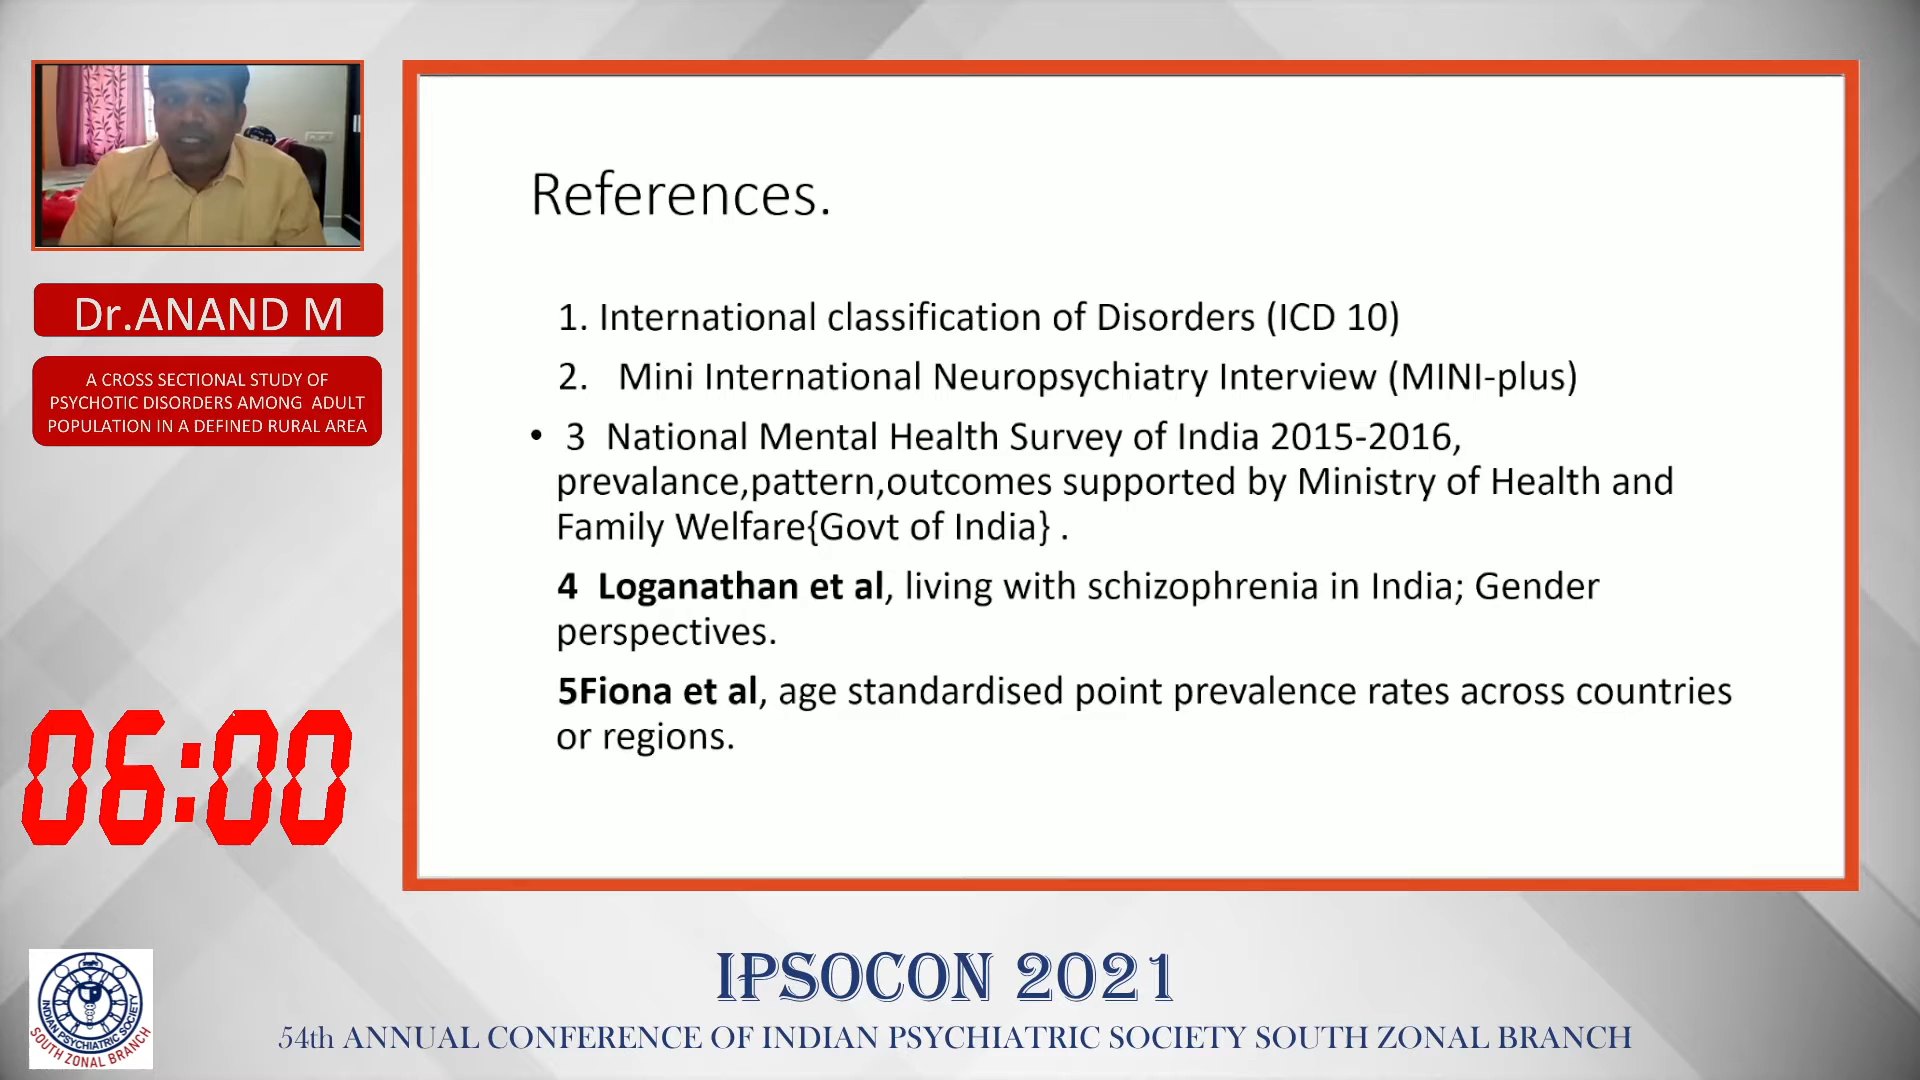 Dr.ANAND M
A CROSS SECTIONAL STUDY OF
PSYCHOTIC DISORDERS AMONG ADULT
POPULATION IN A DEFINED RURAL AREA
06:00
References.
1. International classification of Disorders (ICD 10)
2. Mini International Neuropsychiatry Interview (MINI-plus)
• 3 National Mental Health Survey of India 2015-2016,
prevalance,pattern,outcomes supported by Ministry of Health and
Family Welfare{Govt of India} .
4 Loganathan et al, living with schizophrenia in India; Gender
perspectives.
5Fiona et al, age standardised point prevalence rates across countries
or regions.
INDIAN PSYCHIATRIC SOCIETY
SOUTH ZONAL BRANCH
IPSOCON 2021
54th ANNUAL CONFERENCE OF INDIAN PSYCHIATRIC SOCIETY SOUTH ZONAL BRANCH